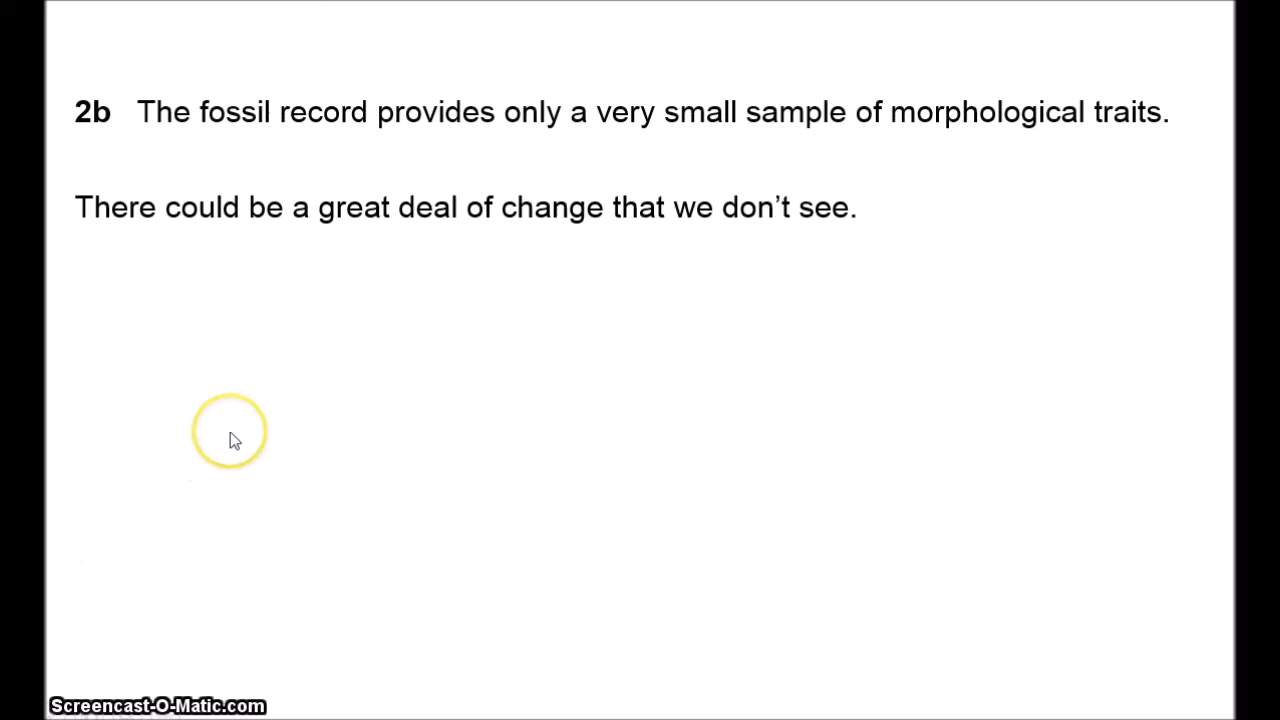 2b The fossil record provides only a very small sample of morphological traits.
There could be a great deal of change that we don’t see.
Screencast-O-Matic.com